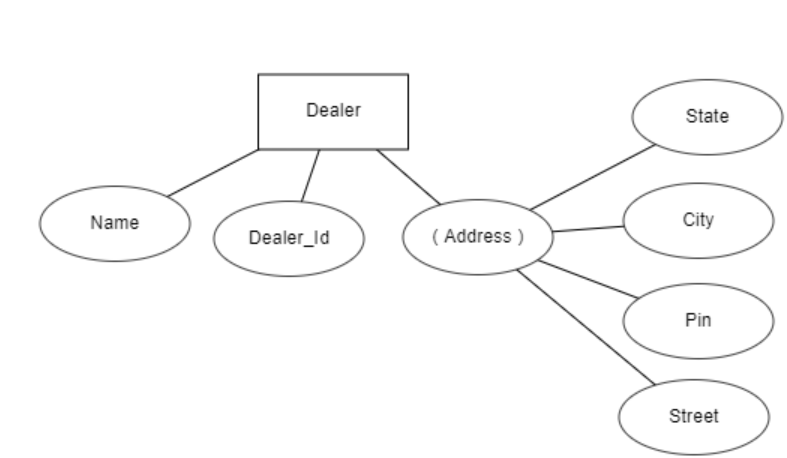 Dealer
State
Name
Dealer_Id
( Address )
City
Pin
Street